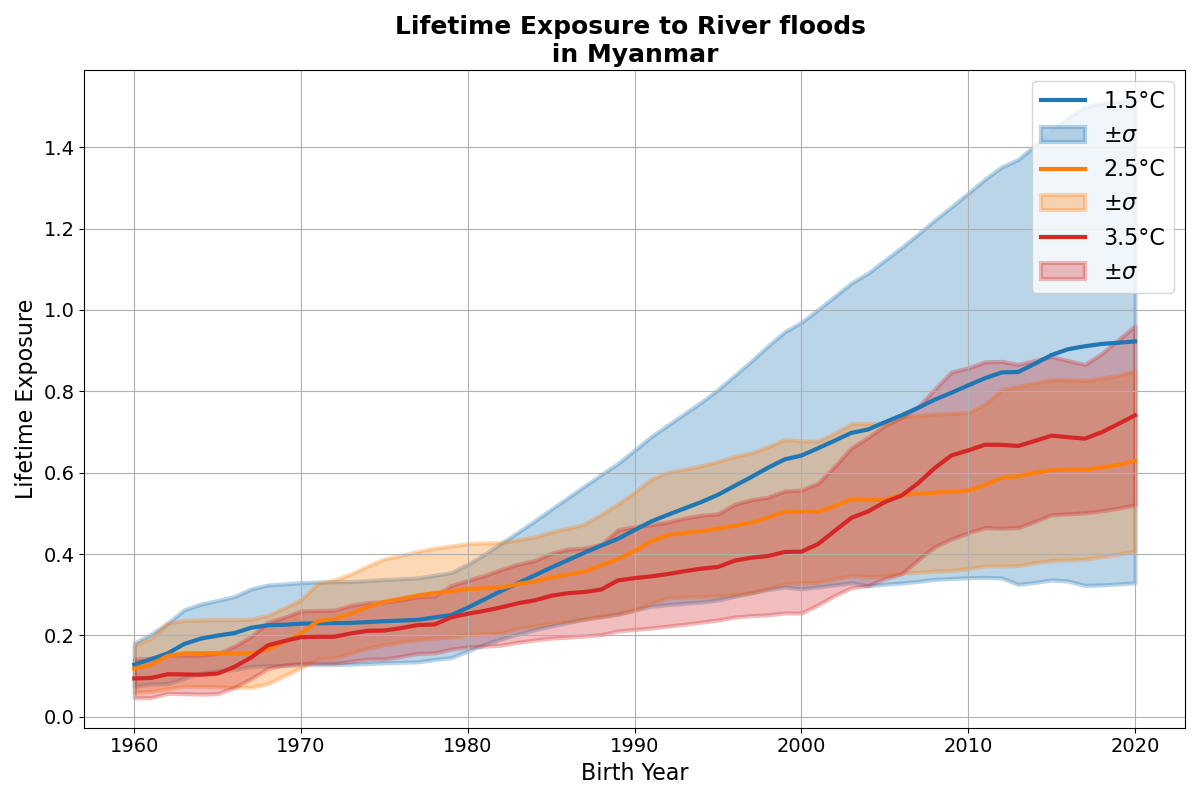 Lifetime Exposure to River floods
in Myanmar
Lifetime Exposure
1.4
1.2
1.0
0.8
0.6
0.4
0.2
0.0
1960
1970
1980
1990
2000
2010
2020
Birth Year
1.5°C
±σ
2.5°C
±σ
3.5°C
±σ